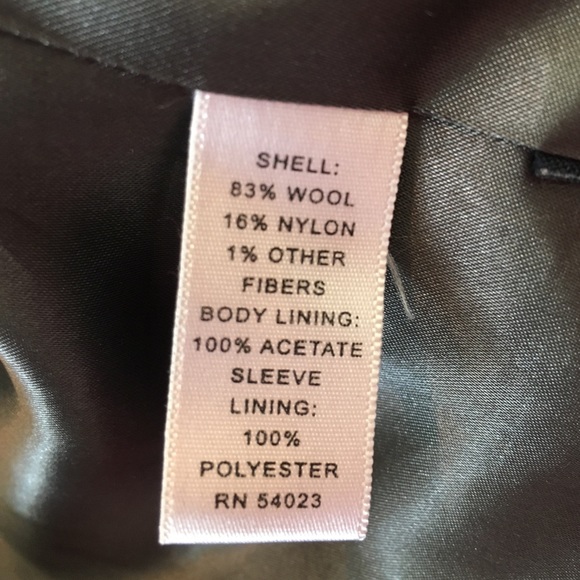 SHELL:
83% WOOL
16% NYLON
1% OTHER
FIBERS
BODY LINING:
100% ACETATE
SLEEVE
LINING:
100%
POLYESTER
RN 54023